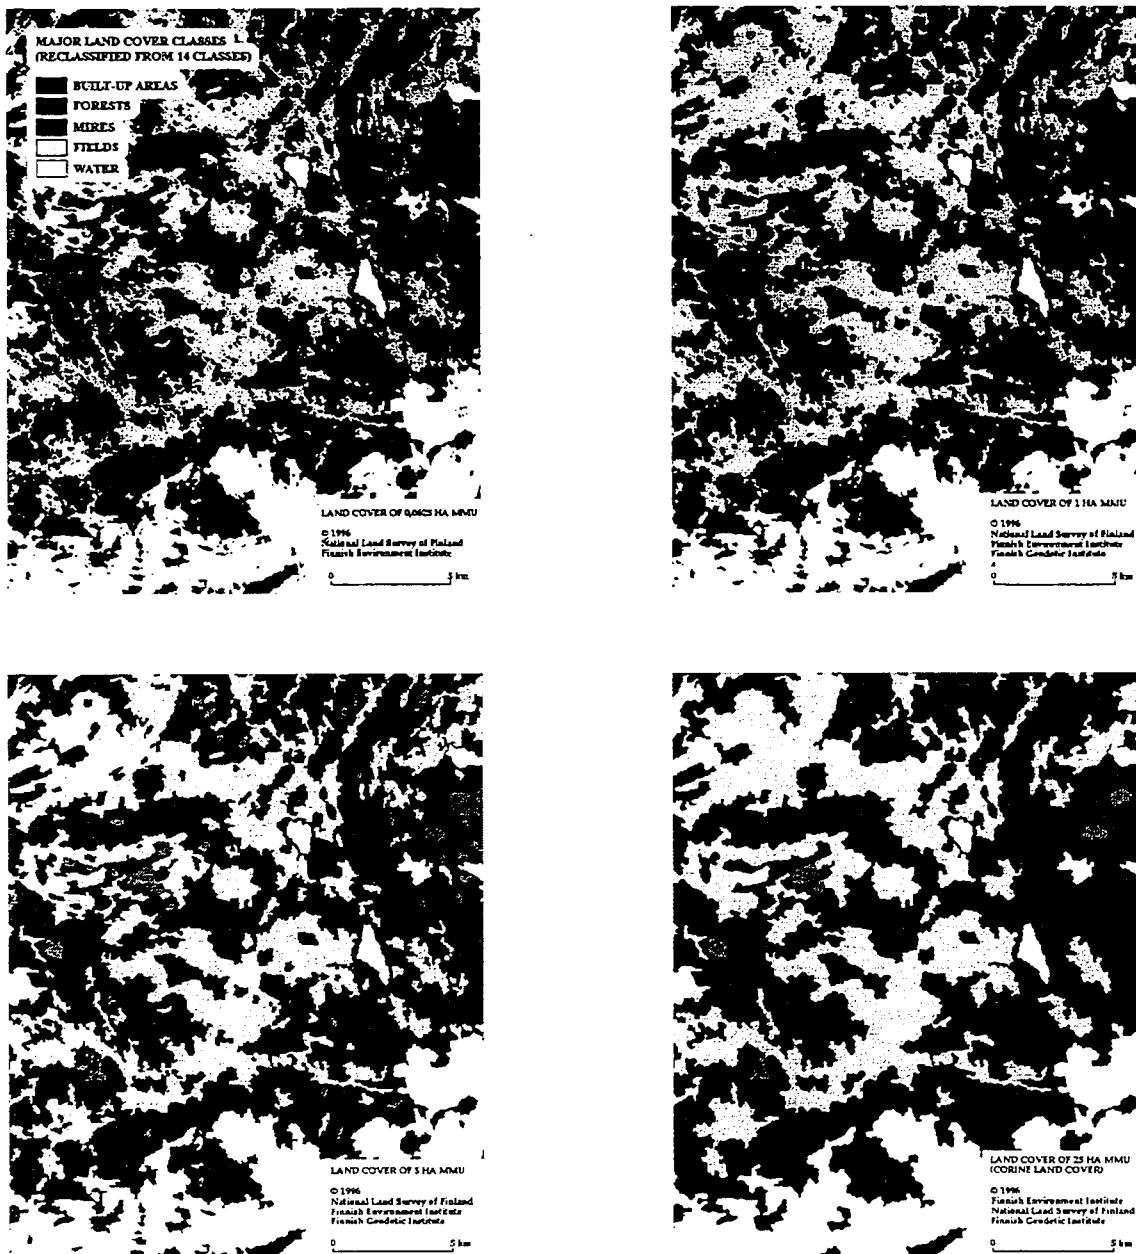 MAJOR LAND COVER CLASSES
(RECLASSIFIED FROM 14 CLASSES)
BUILT-UP AREAS
FORESTS
MIRES
FIELDS
WATER
LAND COVER OF 0,0625 HA MMU
© 1996
National Land Survey of Finland
Finnish Environment Institute
0 5 km
LAND COVER OF 1 HA MMU
© 1996
National Land Survey of Finland
Finnish Environment Institute
Finnish Geodetic Institute
0 5 km
LAND COVER OF 5 HA MMU
© 1996
National Land Survey of Finland
Finnish Environment Institute
Finnish Geodetic Institute
0 5 km
LAND COVER OF 25 HA MMU
(CORINE LAND COVER)
© 1996
Finnish Environment Institute
National Land Survey of Finland
Finnish Geodetic Institute
0 5 km